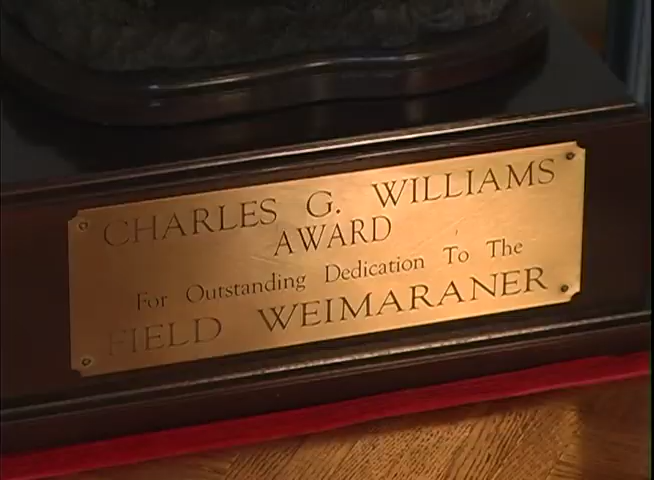 CHARLES G. WILLIAMS
AWARD
For Outstanding Dedication To The
FIELD WEIMARANER